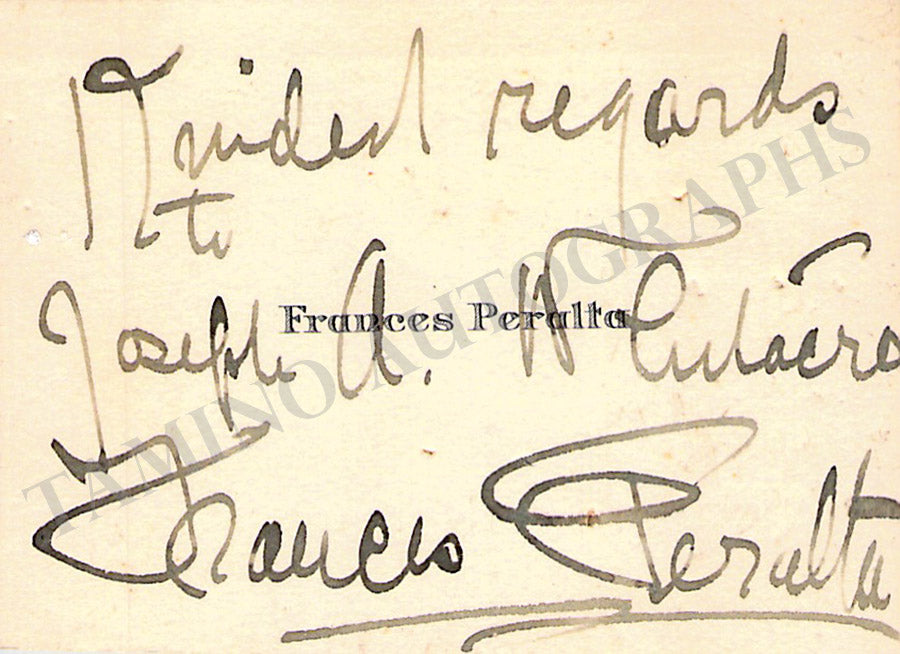 Kindest regards
to
Joseph A.
Frances Peralta
Frances Peralta
TAMINO AUTOGRAPHS